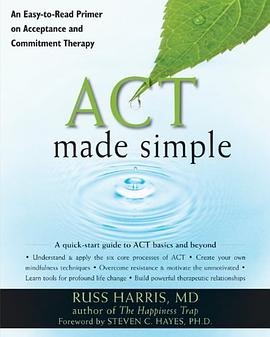 An Easy-to-Read Primer
on Acceptance and
Commitment Therapy
ACT
made simple
A quick-start guide to ACT basics and beyond
• Understand & apply the six core processes of ACT • Create your own
mindfulness techniques • Overcome resistance & motivate the unmotivated •
Learn tools for profound life change • Build powerful therapeutic relationships
RUSS HARRIS, MD
author of The Happiness Trap
Foreword by STEVEN C. HAYES, PH.D.